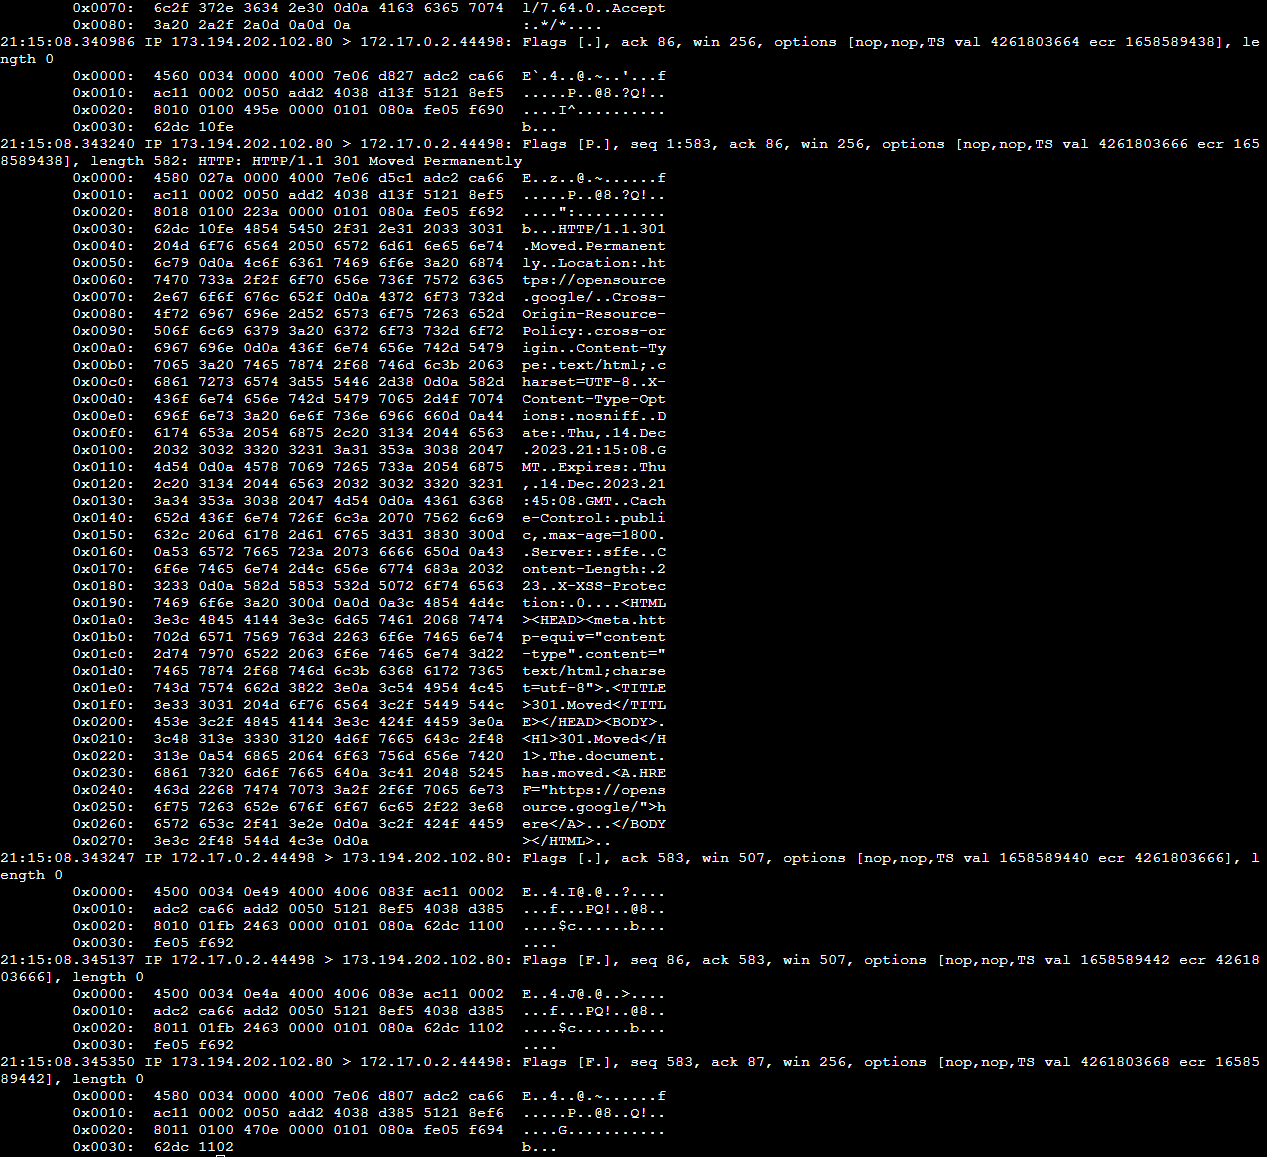 0x0070:  6c2f 372e 3634 2e30 0d0a 4163 6365 7074  l/7.64.0..Accept
0x0080:  3a20 2a2f 2a0d 0a0d 0a                   :.*/*....
21:15:08.340986 IP 173.194.202.102.80 > 172.17.0.2.44498: Flags [.], ack 86, win 256, options [nop,nop,TS val 4261803664 ecr 1658589438], le
ngth 0
0x0000:  4560 0034 0000 4000 7e06 d827 adc2 ca66  E`.4..@.~..'...f
0x0010:  ac11 0002 0050 add2 4038 d13f 5121 8ef5  .....P..@8.?Q!..
0x0020:  8010 0100 495e 0000 0101 080a fe05 f690  ....I^..........
0x0030:  62dc 10fe                                b...
21:15:08.343240 IP 173.194.202.102.80 > 172.17.0.2.44498: Flags [P.], seq 1:583, ack 86, win 256, options [nop,nop,TS val 4261803666 ecr 165
8589438], length 582: HTTP: HTTP/1.1 301 Moved Permanently
0x0000:  4580 027a 0000 4000 7e06 d5c1 adc2 ca66  E..z..@.~......f
0x0010:  ac11 0002 0050 add2 4038 d13f 5121 8ef5  .....P..@8.?Q!..
0x0020:  8018 0100 223a 0000 0101 080a fe05 f692  ....":..........
0x0030:  62dc 10fe 4854 5450 2f31 2e31 2033 3031  b...HTTP/1.1.301
0x0040:  204d 6f76 6564 2050 6572 6d61 6e65 6e74  .Moved.Permanent
0x0050:  6c79 0d0a 4c6f 6361 7469 6f6e 3a20 6874  ly..Location:.ht
0x0060:  7470 733a 2f2f 6f70 656e 736f 7572 6365  tps://opensource
0x0070:  2e67 6f6f 676c 652f 0d0a 4372 6f73 732d  .google/..Cross-
0x0080:  4f72 6967 696e 2d52 6573 6f75 7263 652d  Origin-Resource-
0x0090:  506f 6c69 6379 3a20 6372 6f73 732d 6f72  Policy:.cross-or
0x00a0:  6967 696e 0d0a 436f 6e74 656e 742d 5479  igin..Content-Ty
0x00b0:  7065 3a20 7465 7874 2f68 746d 6c3b 2063  pe:.text/html;.c
0x00c0:  6861 7273 6574 3d55 5446 2d38 0d0a 582d  harset=UTF-8..X-
0x00d0:  436f 6e74 656e 742d 5479 7065 2d4f 7074  Content-Type-Opt
0x00e0:  696f 6e73 3a20 6e6f 736e 6966 660d 0a44  ions:.nosniff..D
0x00f0:  6174 653a 2054 6875 2c20 3134 2044 6563  ate:.Thu,.14.Dec
0x0100:  2032 3032 3320 3231 3a31 353a 3038 2047  .2023.21:15:08.G
0x0110:  4d54 0d0a 4578 7069 7265 733a 2054 6875  MT..Expires:.Thu
0x0120:  2c20 3134 2044 6563 2032 3032 3320 3231  ,.14.Dec.2023.21
0x0130:  3a34 353a 3038 2047 4d54 0d0a 4361 6368  :45:08.GMT..Cach
0x0140:  652d 436f 6e74 726f 6c3a 2070 7562 6c69  e-Control:.publi
0x0150:  632c 206d 6178 2d61 6765 3d31 3830 300d  c,.max-age=1800.
0x0160:  0a53 6572 7665 723a 2073 6666 650d 0a43  .Server:.sffe..C
0x0170:  6f6e 7465 6e74 2d4c 656e 6774 683a 2032  ontent-Length:.2
0x0180:  3233 0d0a 582d 5853 532d 5072 6f74 6563  23..X-XSS-Protec
0x0190:  7469 6f6e 3a20 300d 0a0d 0a3c 4854 4d4c  tion:.0....<HTML
0x01a0:  3e3c 4845 4144 3e3c 6d65 7461 2068 7474  ><HEAD><meta.htt
0x01b0:  702d 6571 7569 763d 2263 6f6e 7465 6e74  p-equiv="content
0x01c0:  2d74 7970 6522 2063 6f6e 7465 6e74 3d22  -type".content="
0x01d0:  7465 7874 2f68 746d 6c3b 6368 6172 7365  text/html;charse
0x01e0:  743d 7574 662d 3822 3e0a 3c54 4954 4c45  t=utf-8">.<TITLE
0x01f0:  3e33 3031 204d 6f76 6564 3c2f 5449 544c  >301.Moved</TITL
0x0200:  453e 3c2f 4845 4144 3e3c 424f 4459 3e0a  E></HEAD><BODY>.
0x0210:  3c48 313e 3330 3120 4d6f 7665 643c 2f48  <H1>301.Moved</H
0x0220:  313e 0a54 6865 2064 6f63 756d 656e 7420  1>.The.document.
0x0230:  6861 7320 6d6f 7665 640a 3c41 2048 5245  has.moved.<A.HRE
0x0240:  463d 2268 7474 7073 3a2f 2f6f 7065 6e73  F="https://opens
0x0250:  6f75 7263 652e 676f 6f67 6c65 2f22 3e68  ource.google/">h
0x0260:  6572 653c 2f41 3e2e 0d0a 3c2f 424f 4459  ere</A>...</BODY
0x0270:  3e3c 2f48 544d 4c3e 0d0a                 ></HTML>..
21:15:08.343247 IP 172.17.0.2.44498 > 173.194.202.102.80: Flags [.], ack 583, win 507, options [nop,nop,TS val 1658589440 ecr 4261803666], l
ength 0
0x0000:  4500 0034 0e49 4000 4006 083f ac11 0002  E..4.I@.@..?....
0x0010:  adc2 ca66 add2 0050 5121 8ef5 4038 d385  ...f...PQ!..@8..
0x0020:  8010 01fb 2463 0000 0101 080a 62dc 1100  ....$c......b...
0x0030:  fe05 f692                                ....
21:15:08.345137 IP 172.17.0.2.44498 > 173.194.202.102.80: Flags [F.], seq 86, ack 583, win 507, options [nop,nop,TS val 1658589442 ecr 42618
03666], length 0
0x0000:  4500 0034 0e4a 4000 4006 083e ac11 0002  E..4.J@.@..>....
0x0010:  adc2 ca66 add2 0050 5121 8ef5 4038 d385  ...f...PQ!..@8..
0x0020:  8011 01fb 2463 0000 0101 080a 62dc 1102  ....$c......b...
0x0030:  fe05 f692                                ....
21:15:08.345350 IP 173.194.202.102.80 > 172.17.0.2.44498: Flags [F.], seq 583, ack 87, win 256, options [nop,nop,TS val 4261803668 ecr 16585
89442], length 0
0x0000:  4580 0034 0000 4000 7e06 d807 adc2 ca66  E..4..@.~......f
0x0010:  ac11 0002 0050 add2 4038 d385 5121 8ef6  .....P..@8..Q!..
0x0020:  8011 0100 470e 0000 0101 080a fe05 f694  ....G...........
0x0030:  62dc 1102                                b...